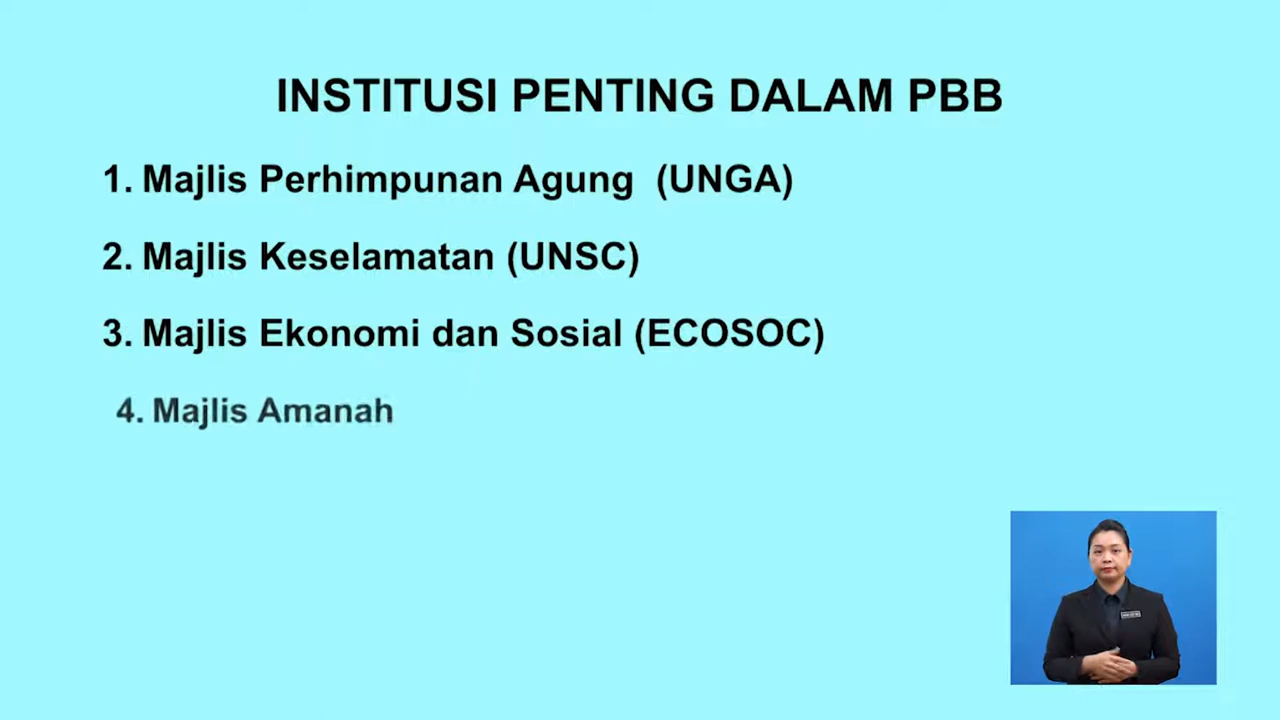 INSTITUSI PENTING DALAM PBB
1. Majlis Perhimpunan Agung (UNGA)
2. Majlis Keselamatan (UNSC)
3. Majlis Ekonomi dan Sosial (ECOSOC)
4. Majlis Amanah